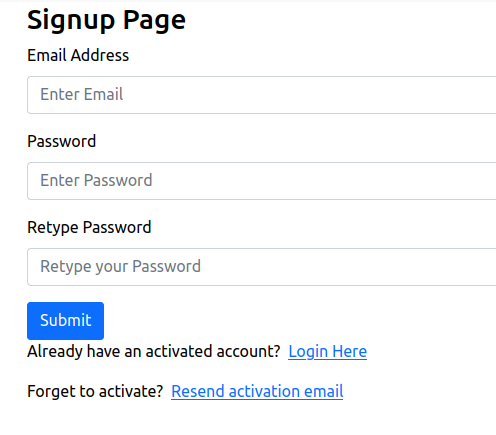 Signup Page
Email Address
Enter Email
Password
Enter Password
Retype Password
Retype your Password
Submit
Already have an activated account? Login Here
Forget to activate? Resend activation email